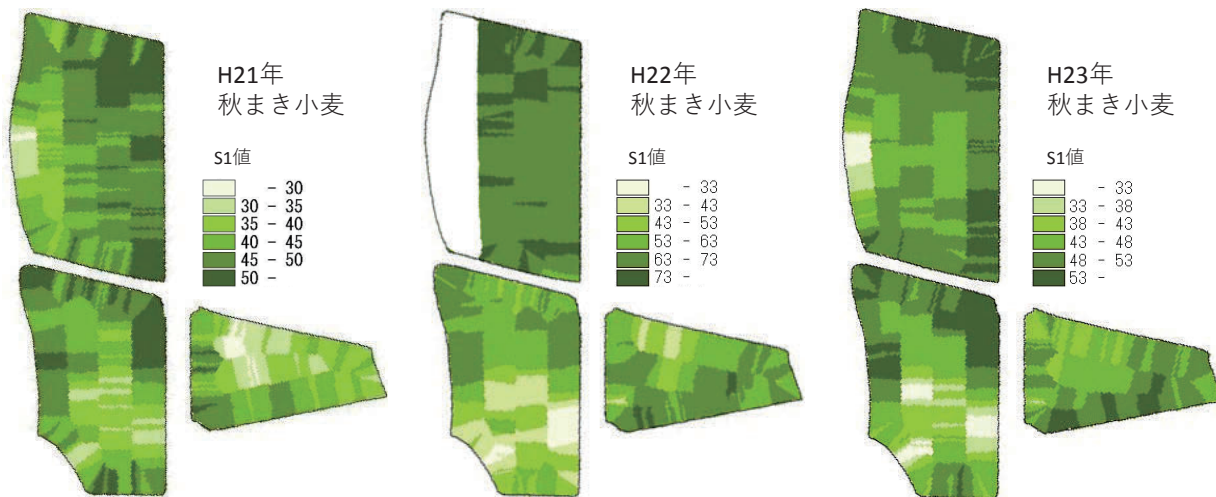 H21年
秋まき小麦
S1値
- 30
30 - 35
35 - 40
40 - 45
45 - 50
50 -
H22年
秋まき小麦
S1値
- 33
33 - 43
43 - 53
53 - 63
63 - 73
73 -
H23年
秋まき小麦
S1値
- 33
33 - 38
38 - 43
43 - 48
48 - 53
53 -